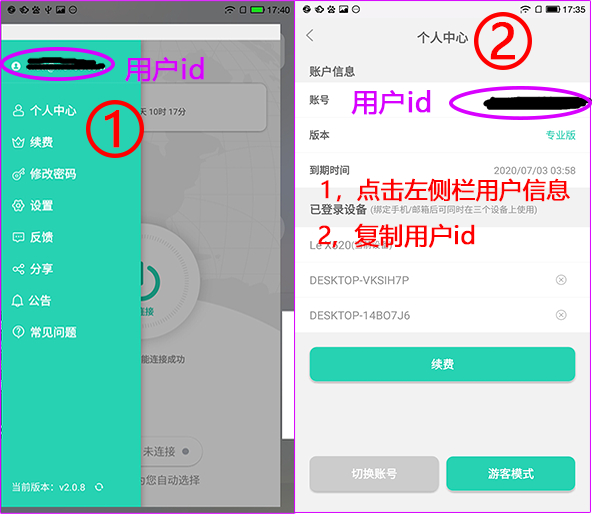 17:40
用户id
个人中心
续费
修改密码
设置
反馈
分享
公告
常见问题
当前版本：v2.0.8
1
天 10时 17分
连接
能连接成功
未连接
为您自动选择
17:35
个人中心
2
账户信息
账号
用户id
版本
专业版
到期时间
2020/07/03 03:58
1，点击左侧栏用户信息
已登录设备 (绑定手机/邮箱后可同时在三个设备上使用)
2，复制用户id
Le X620
DESKTOP-VKSIH7P
DESKTOP-14BO7J6
续费
切换账号
游客模式